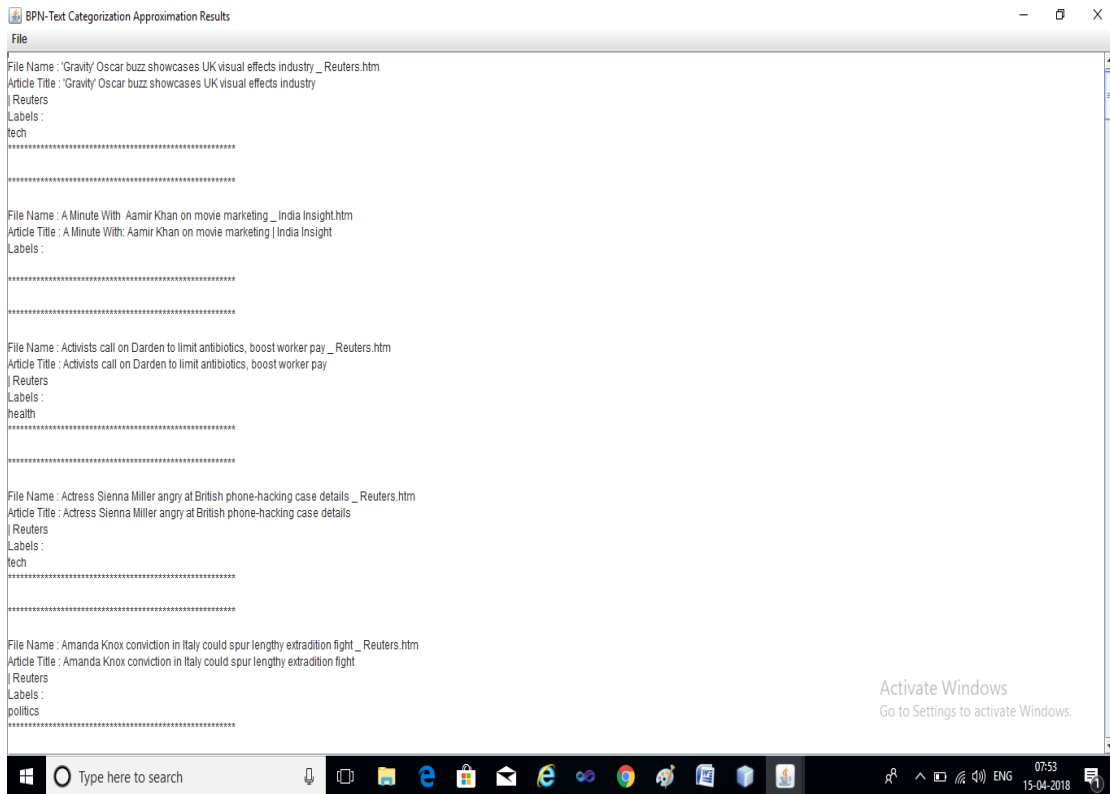 BPN-Text Categorization Approximation Results
File
File Name : 'Gravity' Oscar buzz showcases UK visual effects industry _ Reuters.htm
Article Title : 'Gravity' Oscar buzz showcases UK visual effects industry
| Reuters
Labels :
tech
********************************************************
********************************************************
File Name : A Minute With  Aamir Khan on movie marketing _ India Insight.htm
Article Title : A Minute With: Aamir Khan on movie marketing | India Insight
Labels :
********************************************************
********************************************************
File Name : Activists call on Darden to limit antibiotics, boost worker pay _ Reuters.htm
Article Title : Activists call on Darden to limit antibiotics, boost worker pay
| Reuters
Labels :
health
********************************************************
********************************************************
File Name : Actress Sienna Miller angry at British phone-hacking case details _ Reuters.htm
Article Title : Actress Sienna Miller angry at British phone-hacking case details
| Reuters
Labels :
tech
********************************************************
********************************************************
File Name : Amanda Knox conviction in Italy could spur lengthy extradition fight _ Reuters.htm
Article Title : Amanda Knox conviction in Italy could spur lengthy extradition fight
| Reuters
Labels :
politics
********************************************************
Activate Windows
Go to Settings to activate Windows.
Type here to search
ENG
07:53
15-04-2018
1